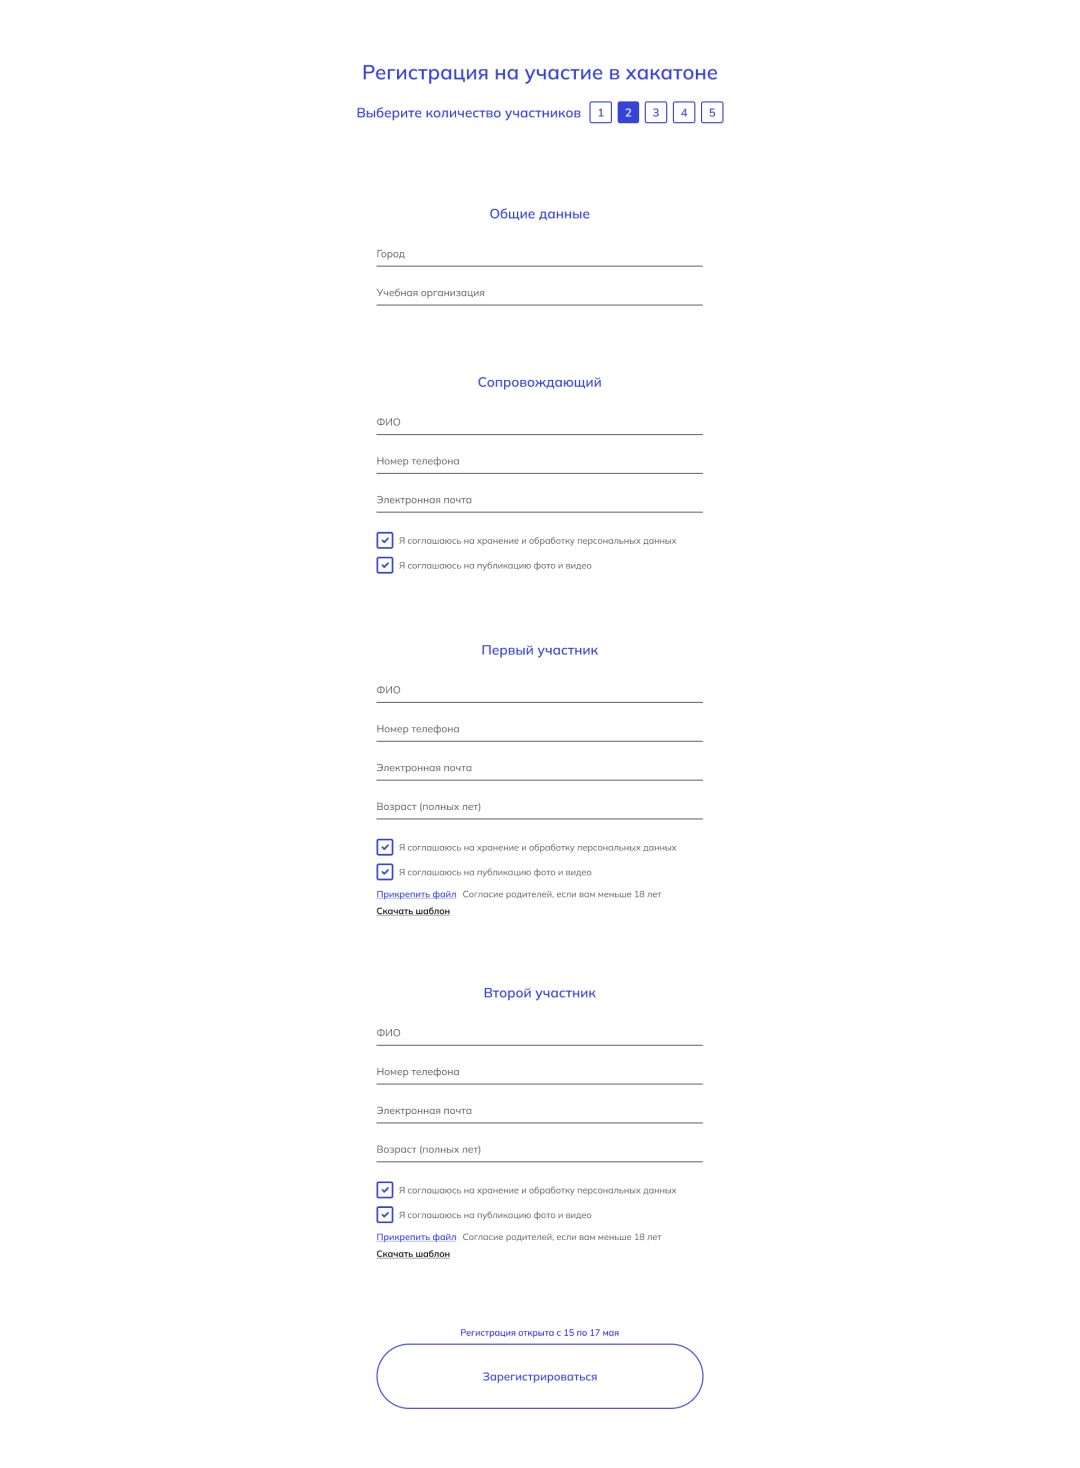 Регистрация на участие в хакатоне
Выберите количество участников 1 2 3 4 5
Общие данные
Город
Учебная организация
Сопровождающий
ФИО
Номер телефона
Электронная почта
Я соглашаюсь на хранение и обработку персональных данных
Я соглашаюсь на публикацию фото и видео
Первый участник
ФИО
Номер телефона
Электронная почта
Возраст (полных лет)
Я соглашаюсь на хранение и обработку персональных данных
Я соглашаюсь на публикацию фото и видео
Прикрепить файл Согласие родителей, если вам меньше 18 лет
Скачать шаблон
Второй участник
ФИО
Номер телефона
Электронная почта
Возраст (полных лет)
Я соглашаюсь на хранение и обработку персональных данных
Я соглашаюсь на публикацию фото и видео
Прикрепить файл Согласие родителей, если вам меньше 18 лет
Скачать шаблон
Регистрация открыта с 15 по 17 мая
Зарегистрироваться